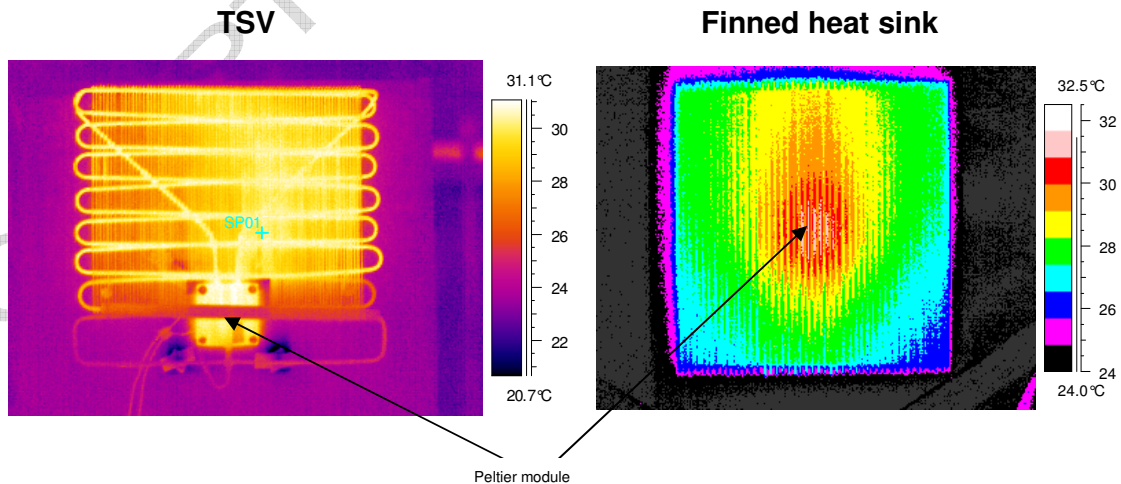 TSV
Finned heat sink
31.1°C
30
28
26
24
22
20.7°C
SP01
32.5°C
32
30
28
26
24
24.0°C
Peltier module